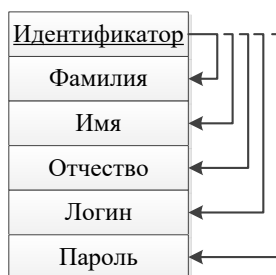 Идентификатор
Фамилия
Имя
Отчество
Логин
Пароль